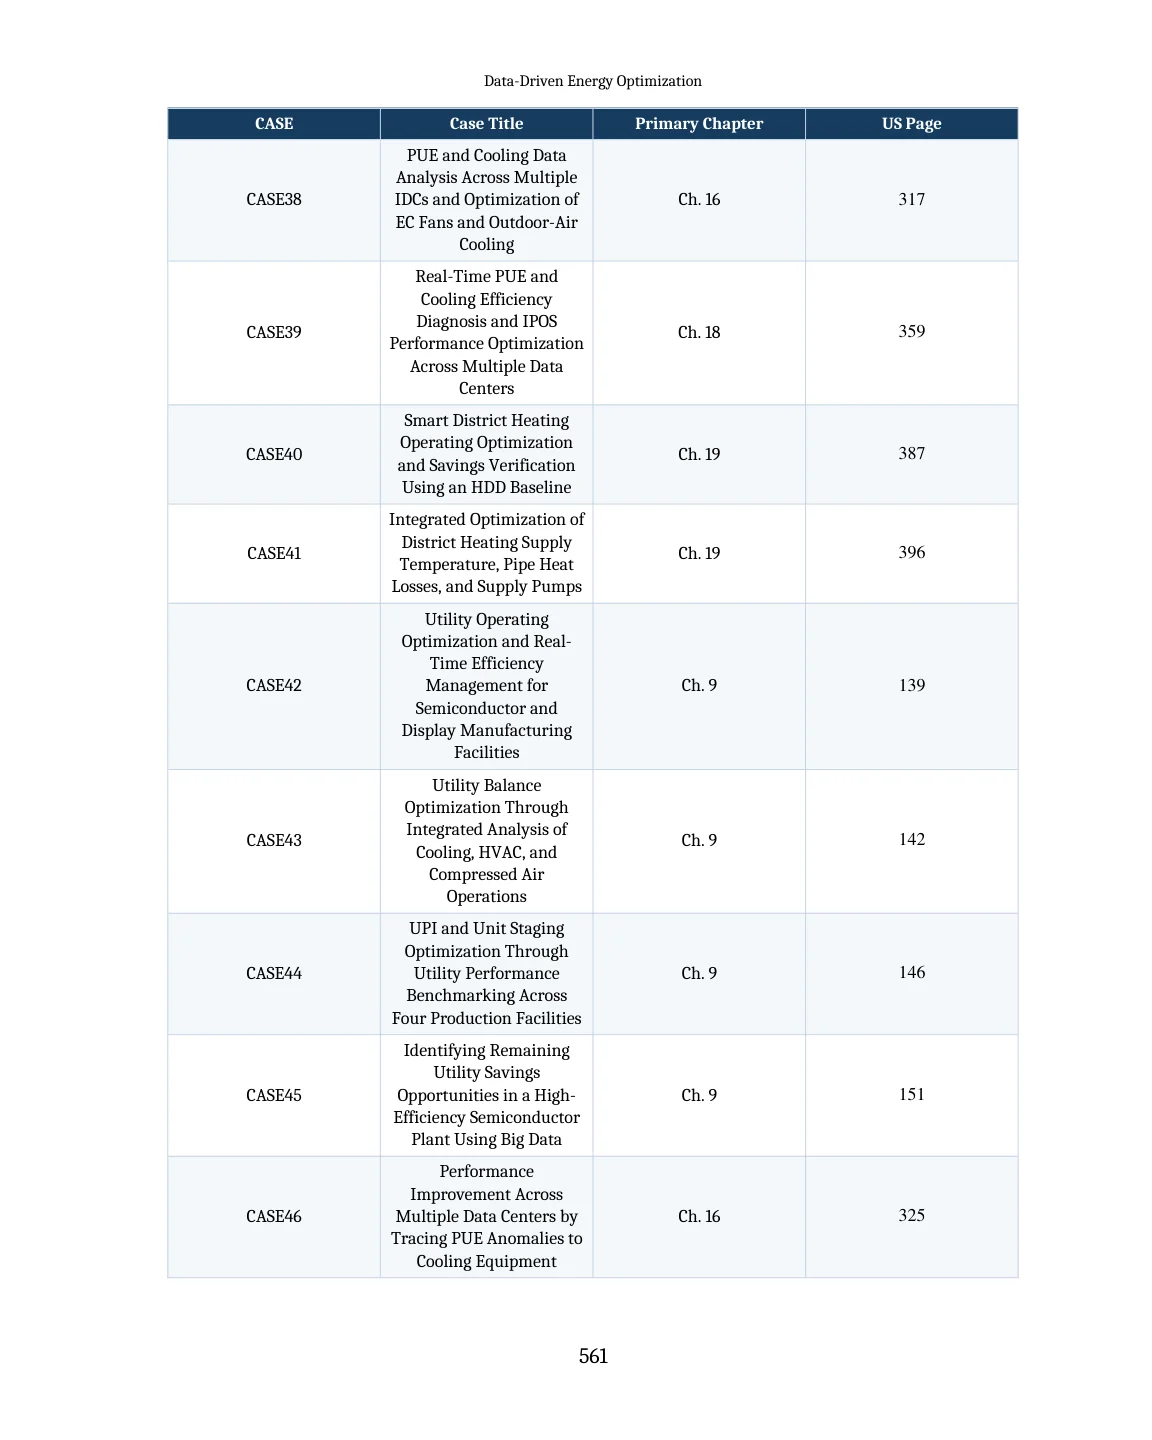 Data-Driven Energy Optimization
CASE Case Title Primary Chapter US Page
PUE and Cooling Data
Analysis Across Multiple
CASE38 IDCs and Optimization of Ch. 16 317
EC Fans and Outdoor-Air
Cooling
Real-Time PUE and
Cooling Efficiency
Diagnosis and IPOS
CASE39 Ch. 18 359
Performance Optimization
Across Multiple Data
Centers
Smart District Heating
Operating Optimization
CASE40 Ch. 19 387
and Savings Verification
Using an HDD Baseline
Integrated Optimization of
District Heating Supply
CASE41 Ch. 19 396
Temperature, Pipe Heat
Losses, and Supply Pumps
Utility Operating
Optimization and Real-
Time Efficiency
CASE42 Management for Ch. 9 139
Semiconductor and
Display Manufacturing
Facilities
Utility Balance
Optimization Through
Integrated Analysis of
CASE43 Ch. 9 142
Cooling, HVAC, and
Compressed Air
Operations
UPI and Unit Staging
Optimization Through
CASE44 Utility Performance Ch. 9 146
Benchmarking Across
Four Production Facilities
Identifying Remaining
Utility Savings
CASE45 Opportunities in a High- Ch. 9 151
Efficiency Semiconductor
Plant Using Big Data
Performance
Improvement Across
CASE46 Multiple Data Centers by Ch. 16 325
Tracing PUE Anomalies to
Cooling Equipment
561